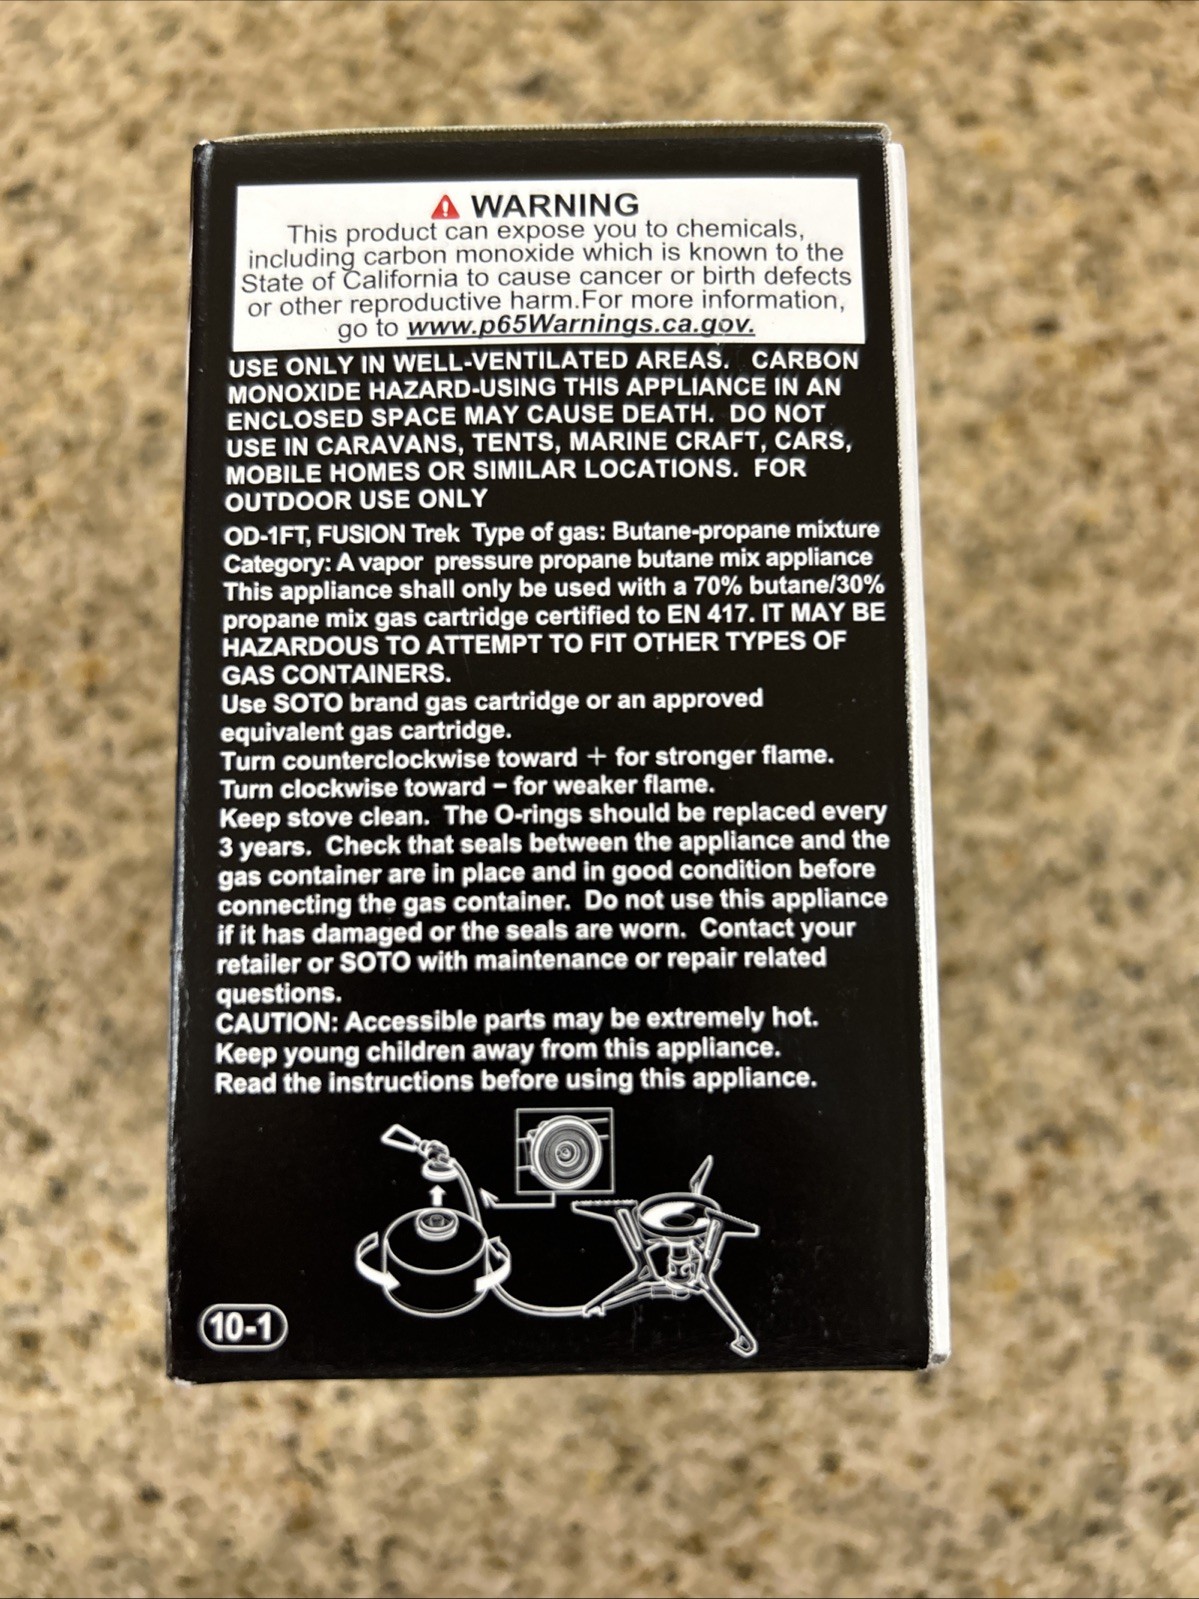 ⚠ WARNING
This product can expose you to chemicals,
including carbon monoxide which is known to the
State of California to cause cancer or birth defects
or other reproductive harm.For more information,
go to www.p65Warnings.ca.gov.
USE ONLY IN WELL-VENTILATED AREAS. CARBON
MONOXIDE HAZARD-USING THIS APPLIANCE IN AN
ENCLOSED SPACE MAY CAUSE DEATH. DO NOT
USE IN CARAVANS, TENTS, MARINE CRAFT, CARS,
MOBILE HOMES OR SIMILAR LOCATIONS. FOR
OUTDOOR USE ONLY
OD-1FT, FUSION Trek Type of gas: Butane-propane mixture
Category: A vapor pressure propane butane mix appliance
This appliance shall only be used with a 70% butane/30%
propane mix gas cartridge certified to EN 417. IT MAY BE
HAZARDOUS TO ATTEMPT TO FIT OTHER TYPES OF
GAS CONTAINERS.
Use SOTO brand gas cartridge or an approved
equivalent gas cartridge.
Turn counterclockwise toward + for stronger flame.
Turn clockwise toward − for weaker flame.
Keep stove clean. The O-rings should be replaced every
3 years. Check that seals between the appliance and the
gas container are in place and in good condition before
connecting the gas container. Do not use this appliance
if it has damaged or the seals are worn. Contact your
retailer or SOTO with maintenance or repair related
questions.
CAUTION: Accessible parts may be extremely hot.
Keep young children away from this appliance.
Read the instructions before using this appliance.
10-1